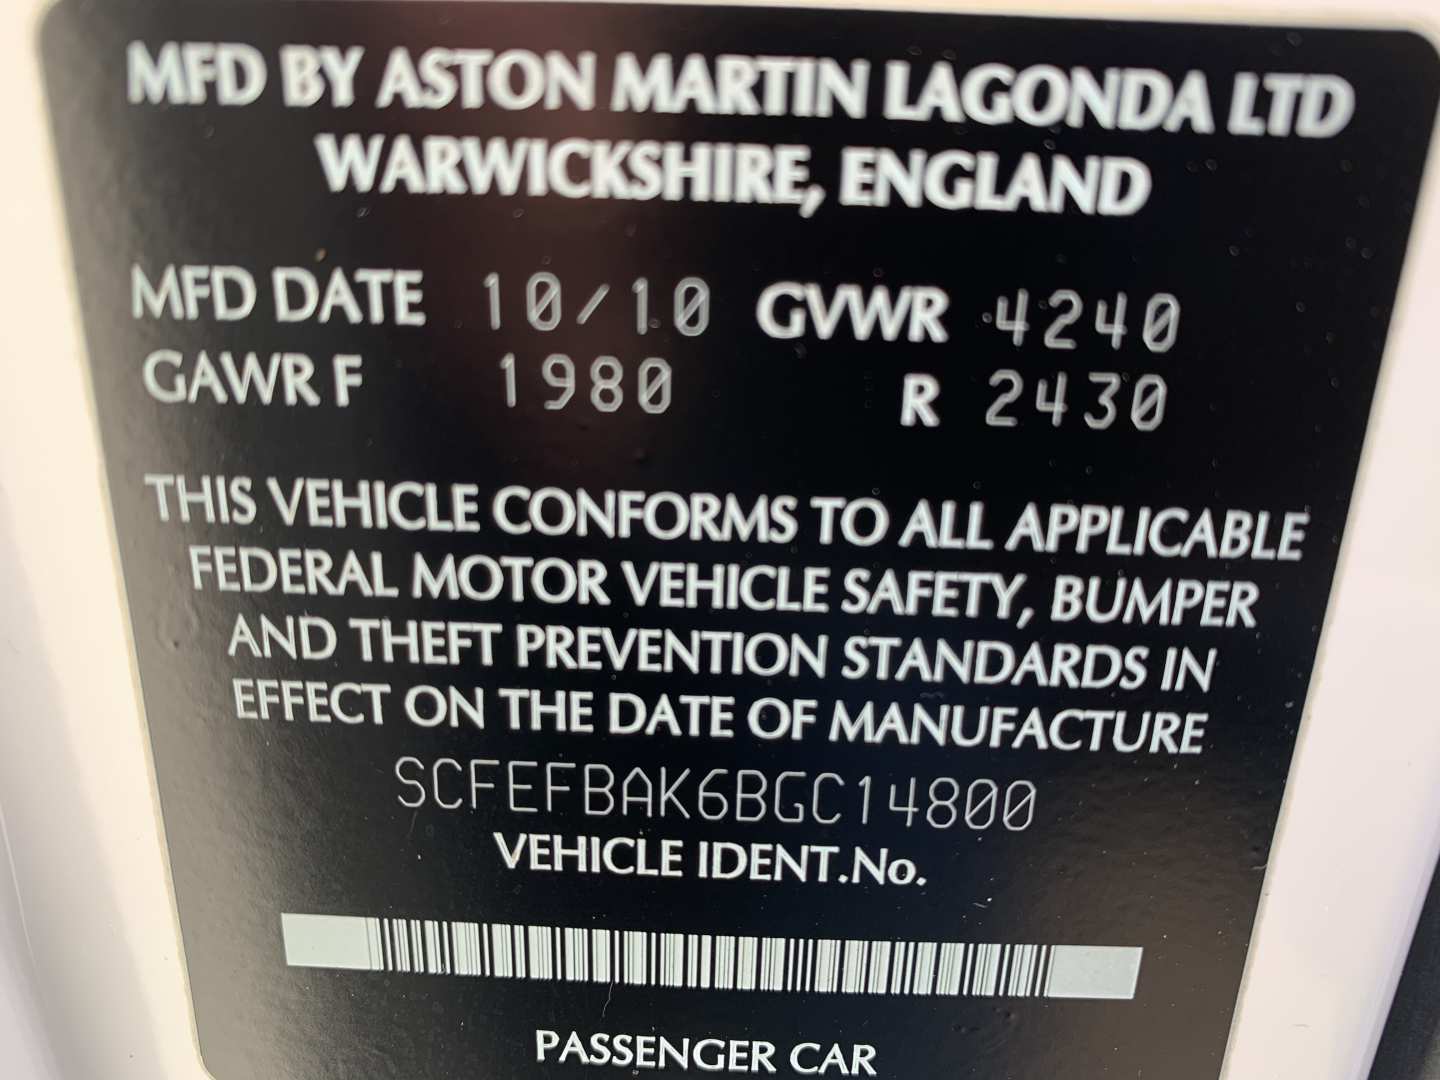 MFD BY ASTON MARTIN LAGONDA LTD
WARWICKSHIRE, ENGLAND
MFD DATE 10/10 GVWR 4240
GAWR F 1980 R 2430
THIS VEHICLE CONFORMS TO ALL APPLICABLE
FEDERAL MOTOR VEHICLE SAFETY, BUMPER
AND THEFT PREVENTION STANDARDS IN
EFFECT ON THE DATE OF MANUFACTURE
SCFEFBAK6BGC14800
VEHICLE IDENT.No.
PASSENGER CAR